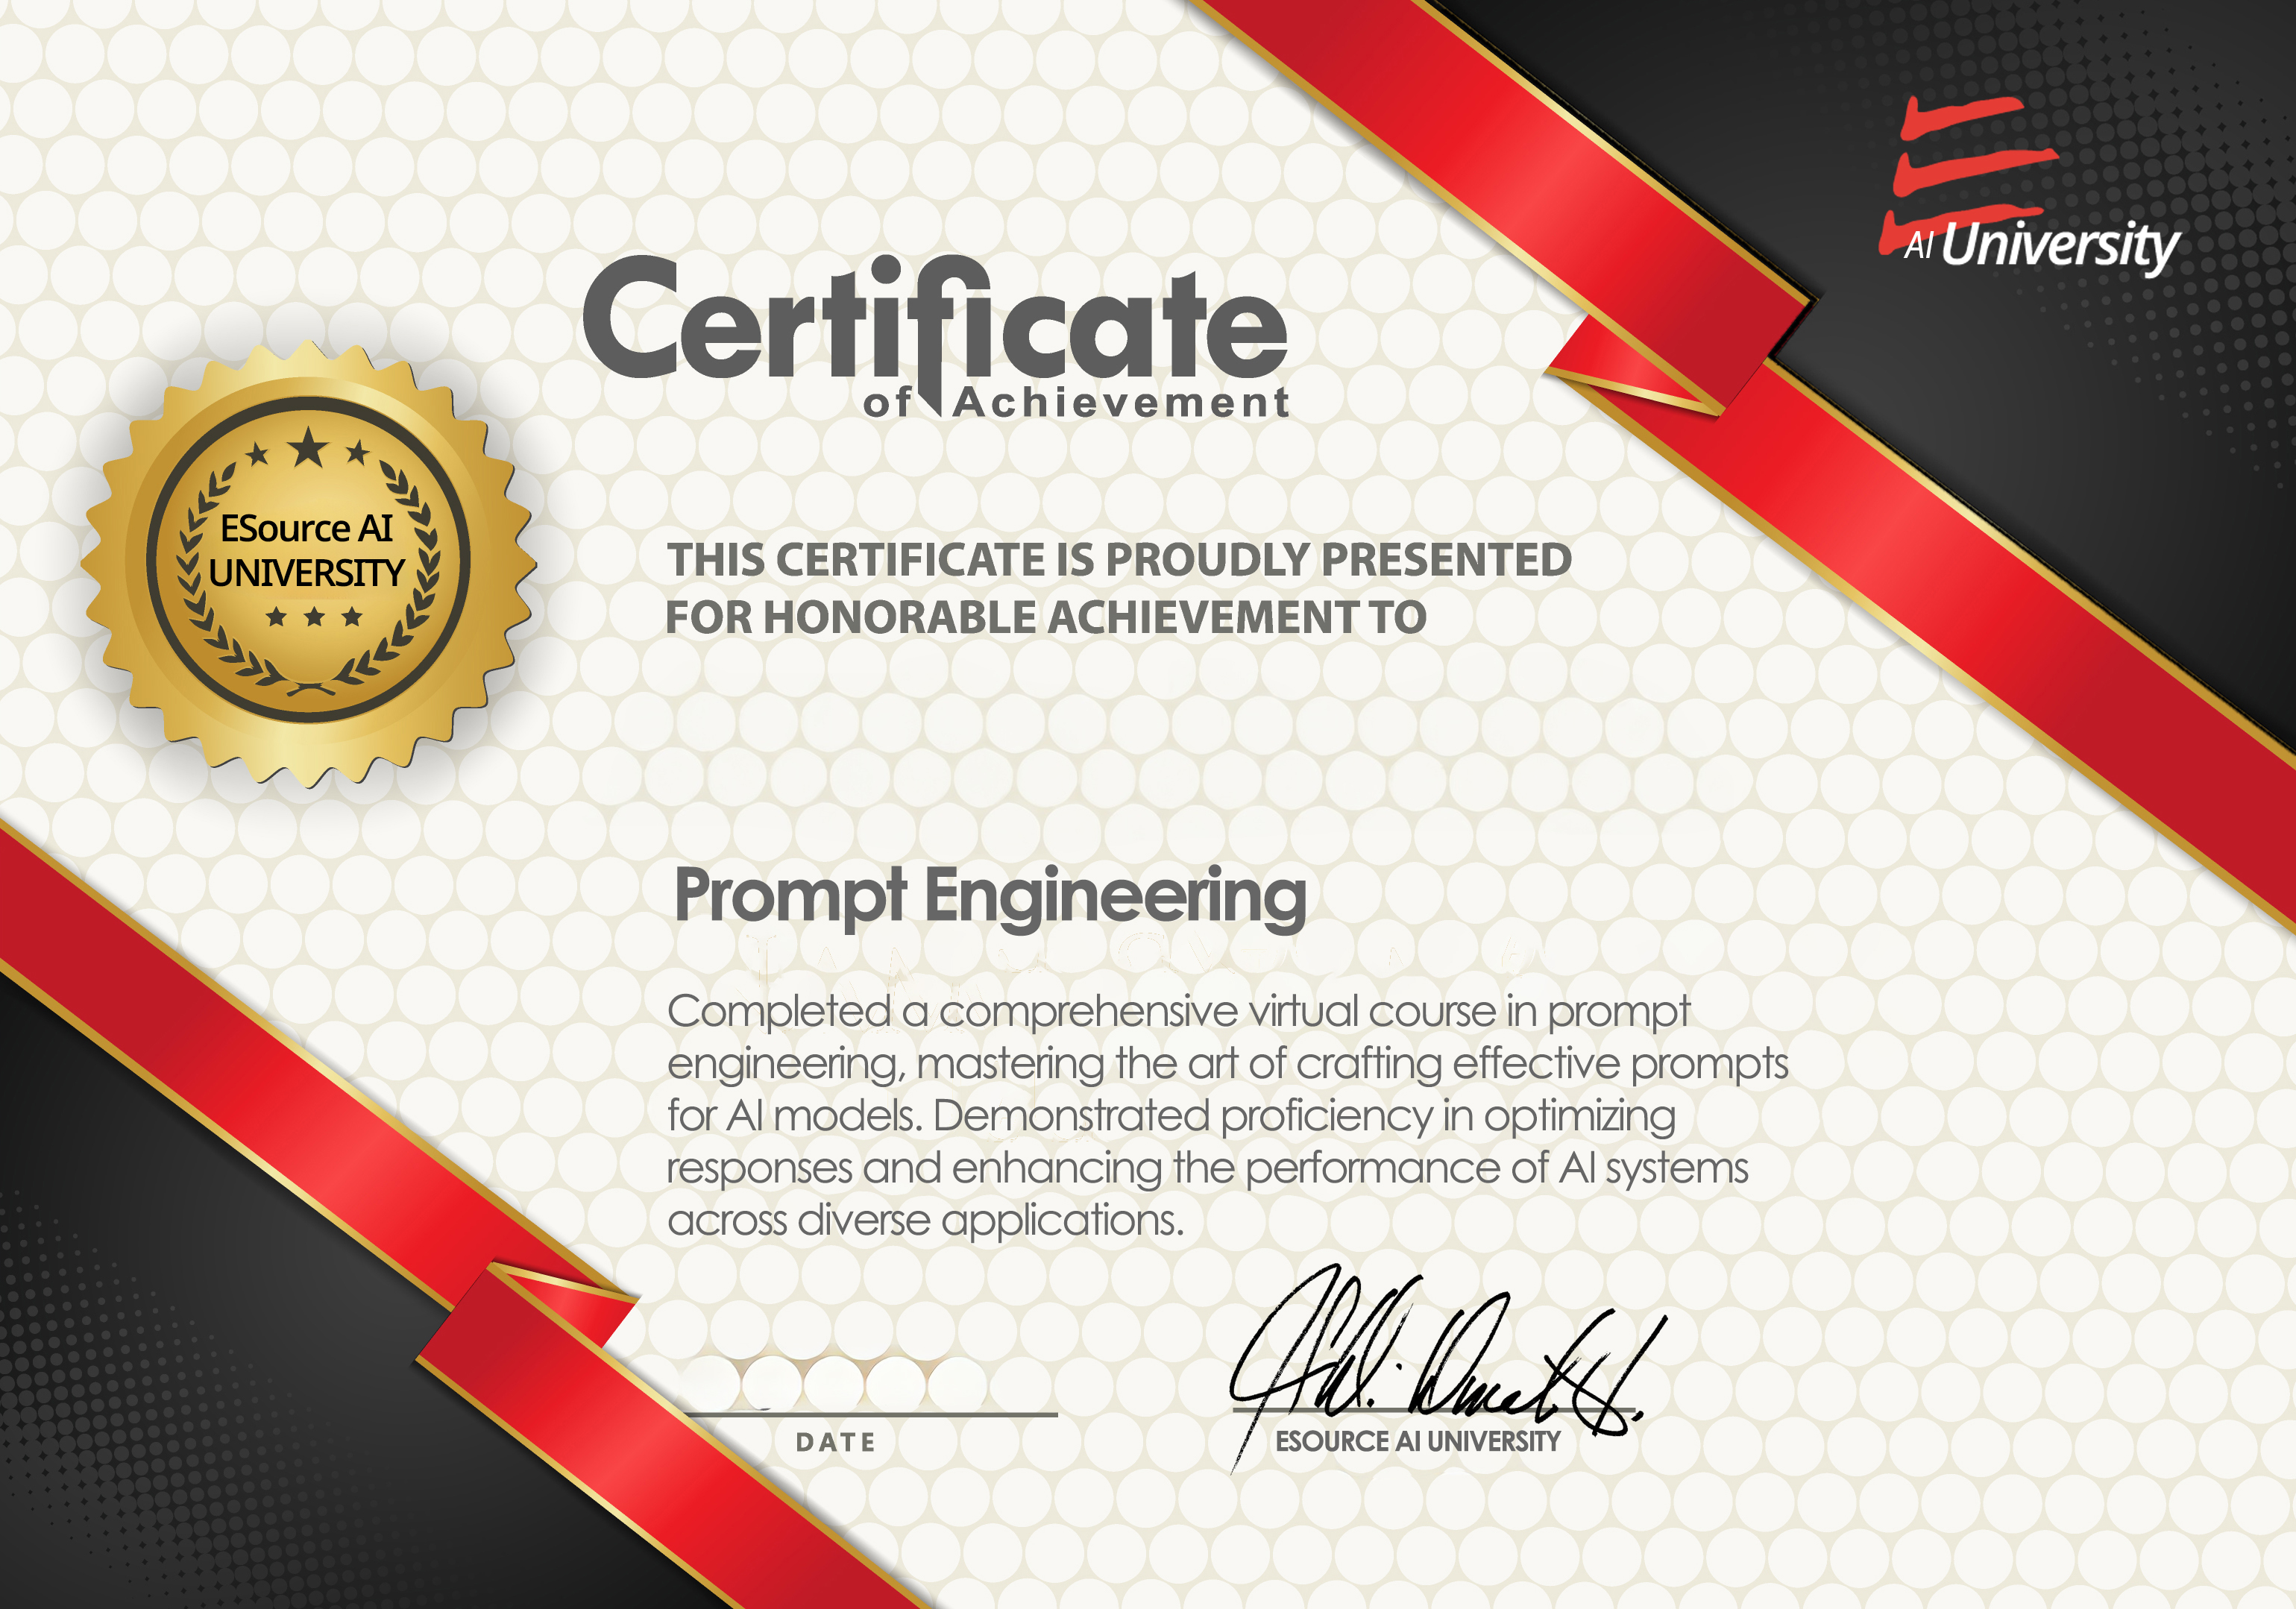 AI University
Certificate
of Achievement
ESource AI
UNIVERSITY
THIS CERTIFICATE IS PROUDLY PRESENTED
FOR HONORABLE ACHIEVEMENT TO
Prompt Engineering
Completed a comprehensive virtual course in prompt
engineering, mastering the art of crafting effective prompts
for AI models. Demonstrated proficiency in optimizing
responses and enhancing the performance of AI systems
across diverse applications.
DATE
ESOURCE AI UNIVERSITY